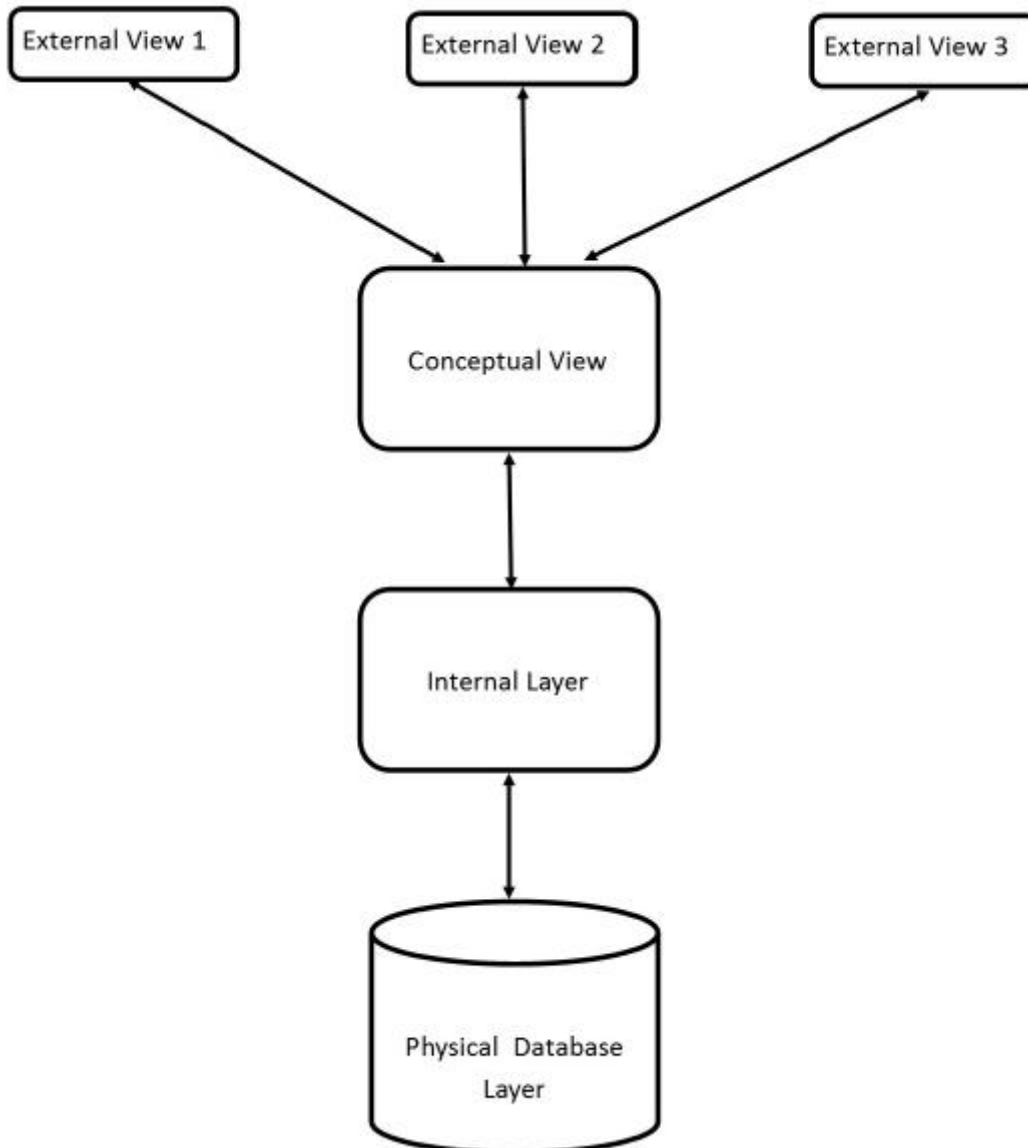 External View 1
External View 2
External View 3
Conceptual View
Internal Layer
Physical Database
Layer